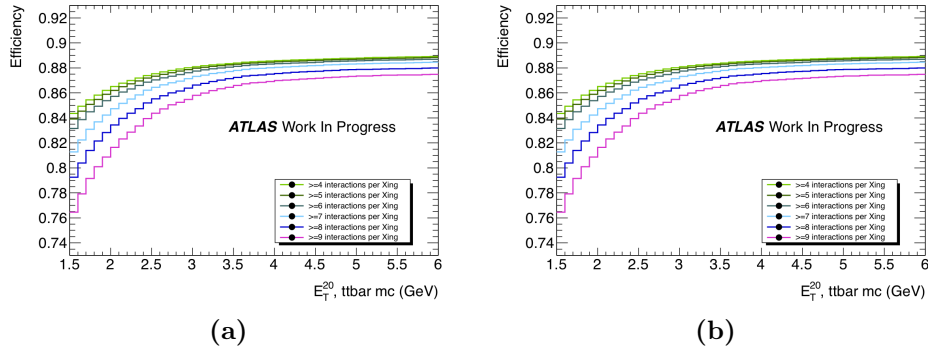 Efficiency
0.92
0.9
0.88
0.86
0.84
0.82
0.8
0.78
0.76
0.74
ATLAS Work In Progress
>=4 interactions per Xing
>=5 interactions per Xing
>=6 interactions per Xing
>=7 interactions per Xing
>=8 interactions per Xing
>=9 interactions per Xing
1.5 2 2.5 3 3.5 4 4.5 5 5.5 6
E_T^20, ttbar mc (GeV)
(a)
Efficiency
0.92
0.9
0.88
0.86
0.84
0.82
0.8
0.78
0.76
0.74
ATLAS Work In Progress
>=4 interactions per Xing
>=5 interactions per Xing
>=6 interactions per Xing
>=7 interactions per Xing
>=8 interactions per Xing
>=9 interactions per Xing
1.5 2 2.5 3 3.5 4 4.5 5 5.5 6
E_T^20, ttbar mc (GeV)
(b)